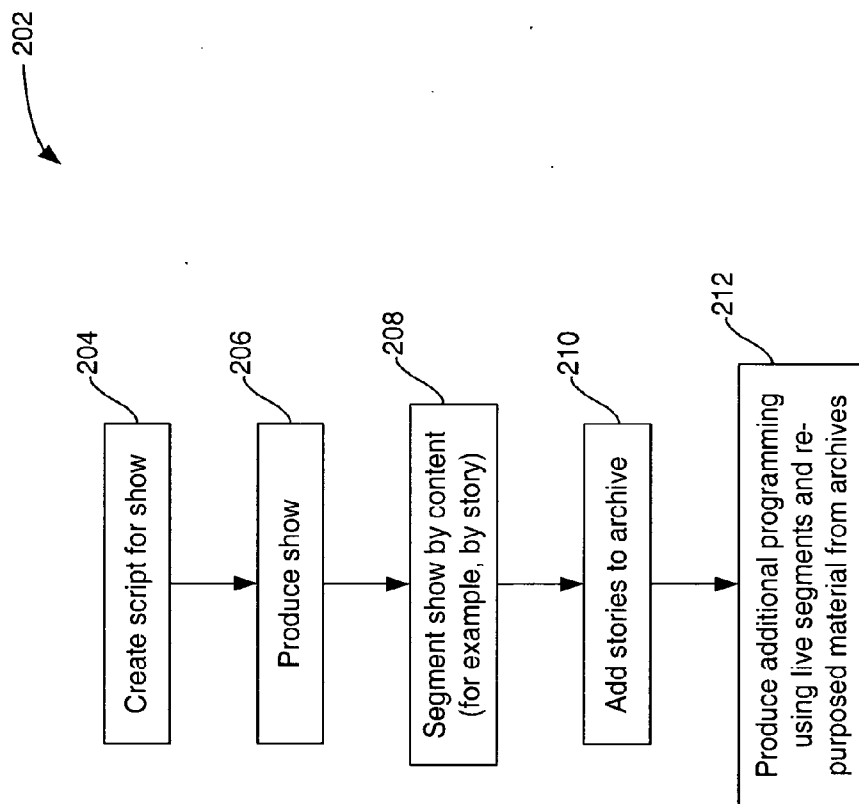 202
204
Create script for show
206
Produce show
208
Segment show by content
(for example, by story)
210
Add stories to archive
212
Produce additional programming
using live segments and re-
purposed material from archives